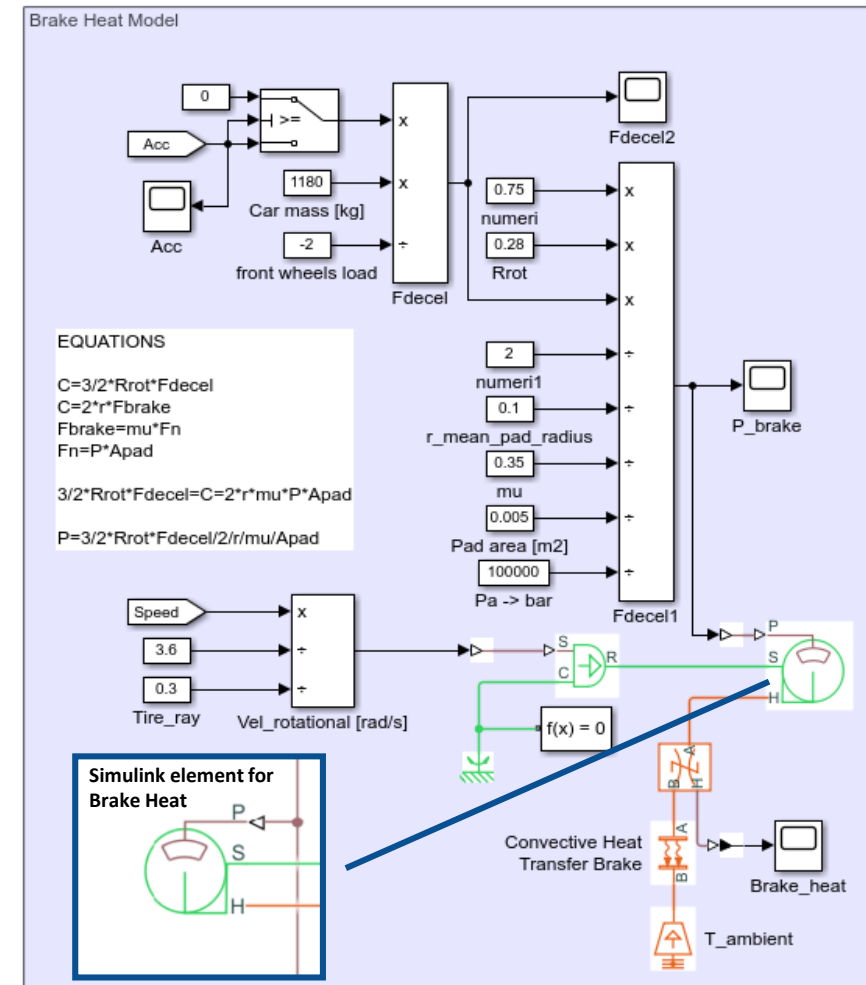 Brake Heat Model
0
>=
Acc
Acc
1180
Car mass [kg]
-2
front wheels load
x
x
÷
Fdecel
Fdecel2
0.75
numeri
0.28
Rrot
2
numeri1
0.1
r_mean_pad_radius
0.35
mu
0.005
Pad area [m2]
100000
Pa -> bar
x
x
x
÷
÷
÷
÷
÷
Fdecel1
P_brake
EQUATIONS
C=3/2*Rrot*Fdecel
C=2*r*Fbrake
Fbrake=mu*Fn
Fn=P*Apad
3/2*Rrot*Fdecel=C=2*r*mu*P*Apad
P=3/2*Rrot*Fdecel/2/r/mu/Apad
Speed
3.6
0.3
Tire_ray
x
÷
÷
Vel_rotational [rad/s]
S
C
R
f(x) = 0
P
S
H
A
B
H
A
B
Convective Heat
Transfer Brake
Brake_heat
T_ambient
Simulink element for
Brake Heat
P
S
H